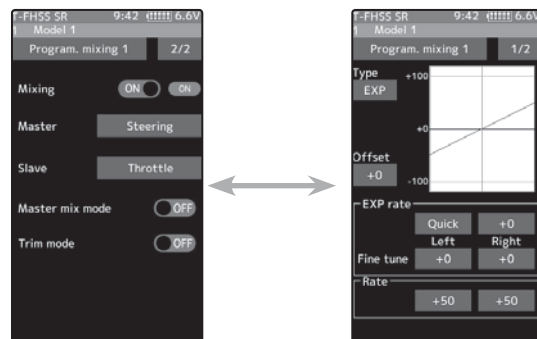 T-FHSS SR 9:42 6.6V
1 Model 1
Program. mixing 1 2/2
Mixing ON ON
Master Steering
Slave Throttle
Master mix mode OFF
Trim mode OFF
T-FHSS SR 9:42 6.6V
1 Model 1
Program. mixing 1 1/2
Type +100
EXP
+0
Offset
+0 -100
EXP rate
Quick +0
Left Right
Fine tune +0 +0
Rate
+50 +50